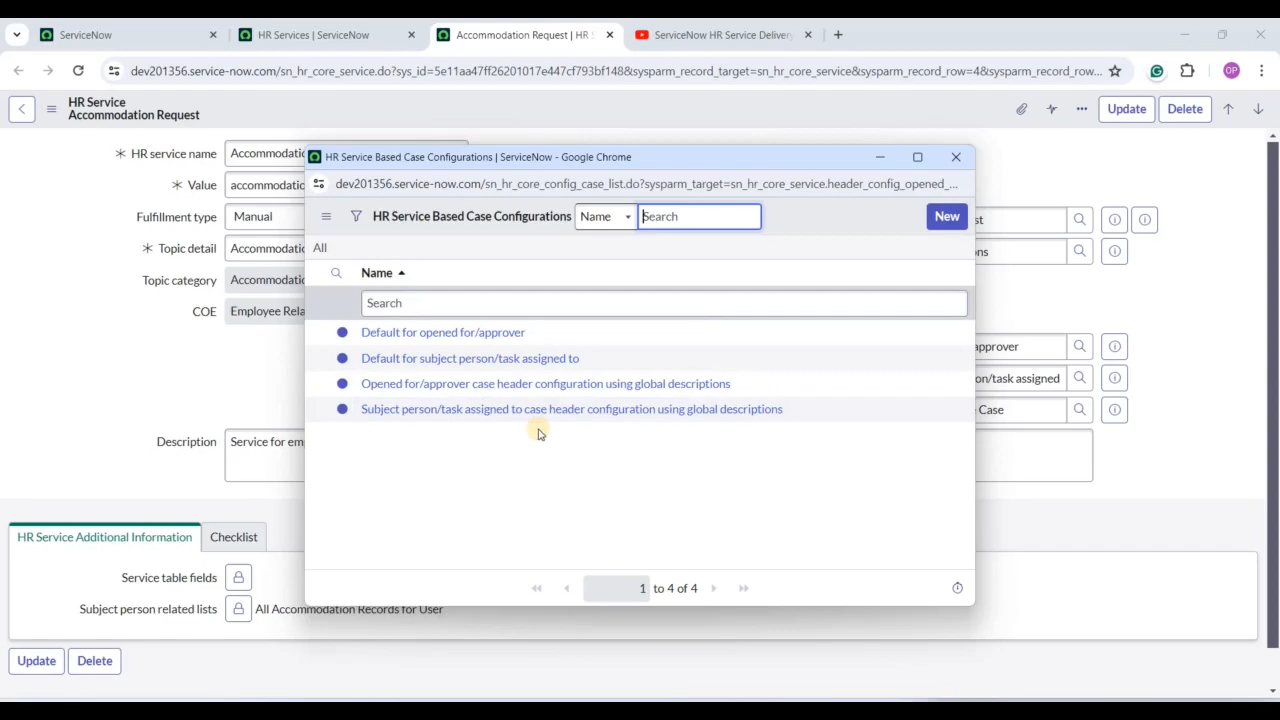 ServiceNow
HR Services | ServiceNow
Accommodation Request | HR S
ServiceNow HR Service Delivery
dev201356.service-now.com/sn_hr_core_service.do?sys_id=5e11aa47ff26201017e447cf793bf148&sysparm_record_target=sn_hr_core_service&sysparm_record_row=4&sysparm_record_row...
OP
HR Service
Accommodation Request
Update
Delete
* HR service name
Accommodatio
* Value
accommodatio
Fulfillment type
Manual
* Topic detail
Accommodatio
Topic category
Accommodatio
COE
Employee Rela
Description
Service for em
HR Service Based Case Configurations | ServiceNow - Google Chrome
dev201356.service-now.com/sn_hr_core_config_case_list.do?sysparm_target=sn_hr_core_service.header_config_opened_...
HR Service Based Case Configurations
Name
Search
New
All
Name
Search
Default for opened for/approver
Default for subject person/task assigned to
Opened for/approver case header configuration using global descriptions
Subject person/task assigned to case header configuration using global descriptions
1 to 4 of 4
st
ns
approver
on/task assigned
Case
HR Service Additional Information
Checklist
Service table fields
Subject person related lists
All Accommodation Records for User
Update
Delete